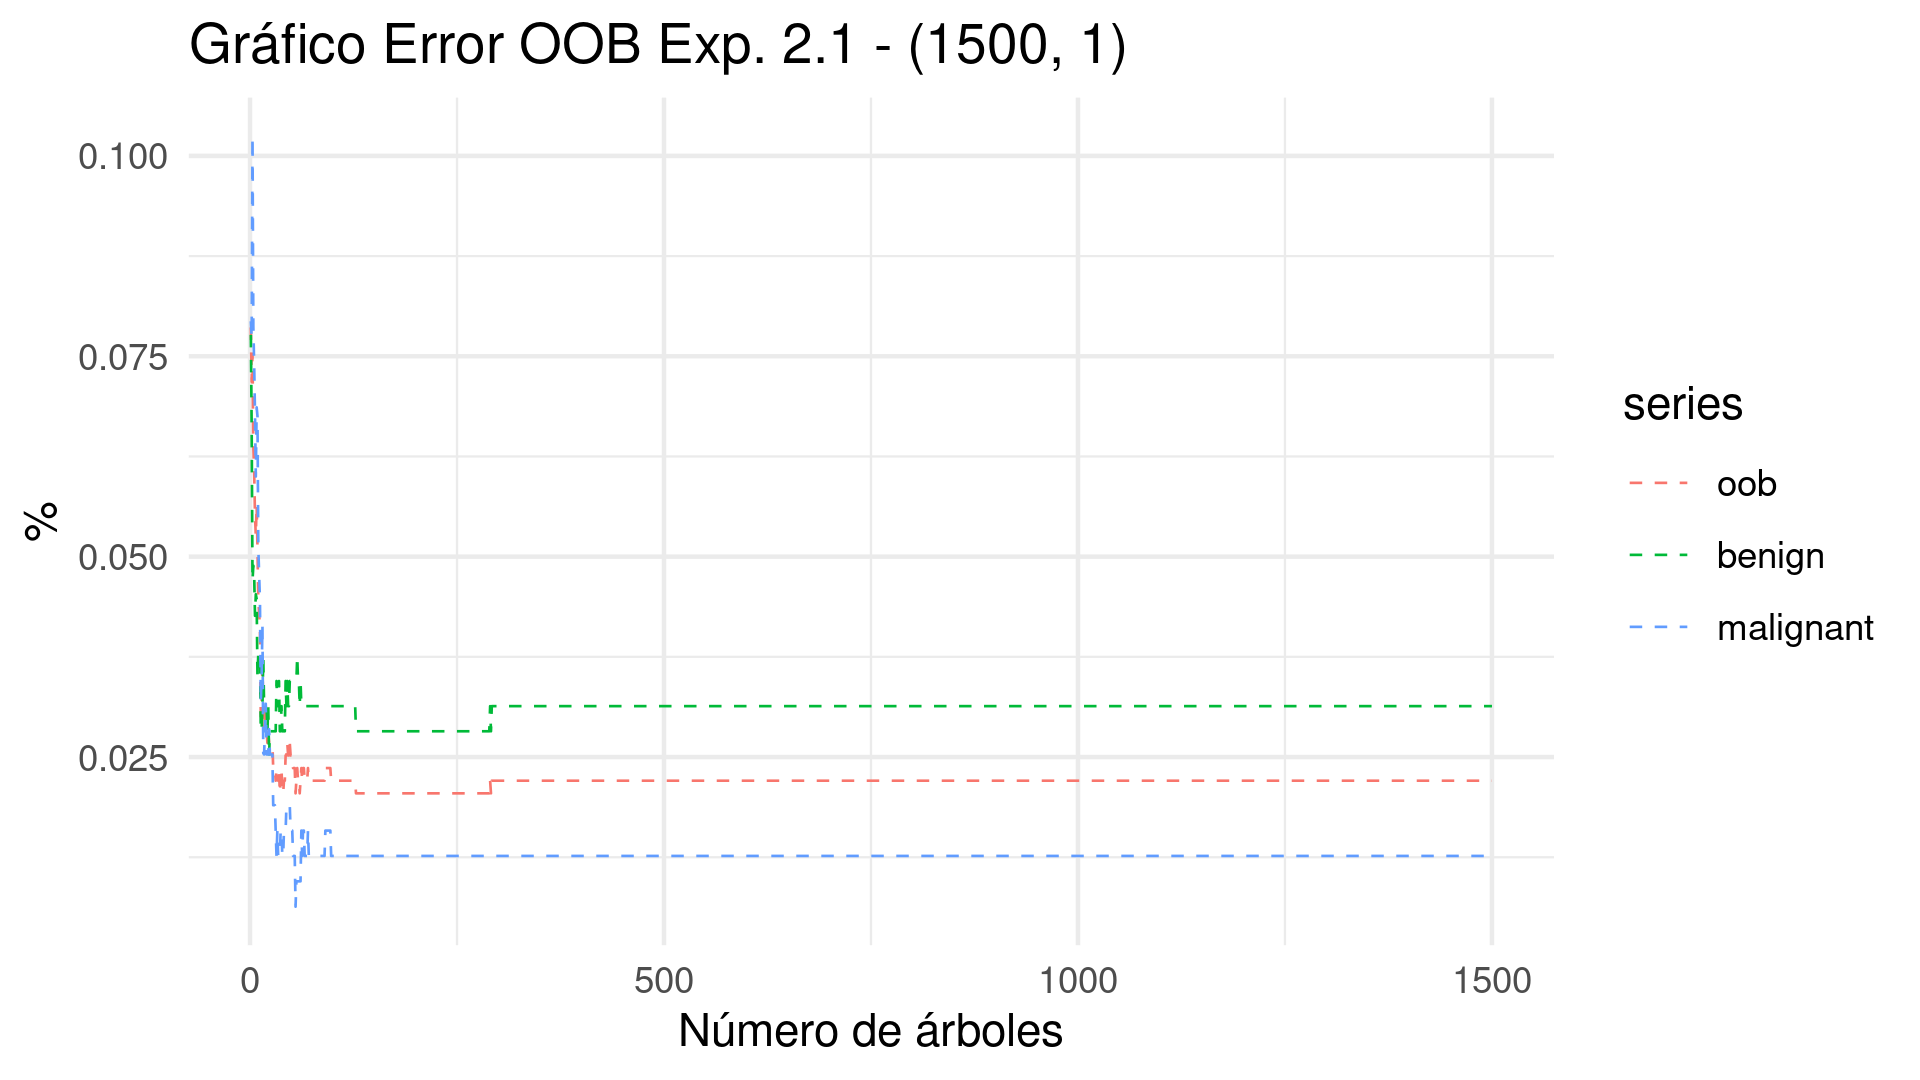 Gráfico Error OOB Exp. 2.1 - (1500, 1)
0.100
0.075
0.050
0.025
%
0 500 1000 1500
Número de árboles
series
oob
benign
malignant